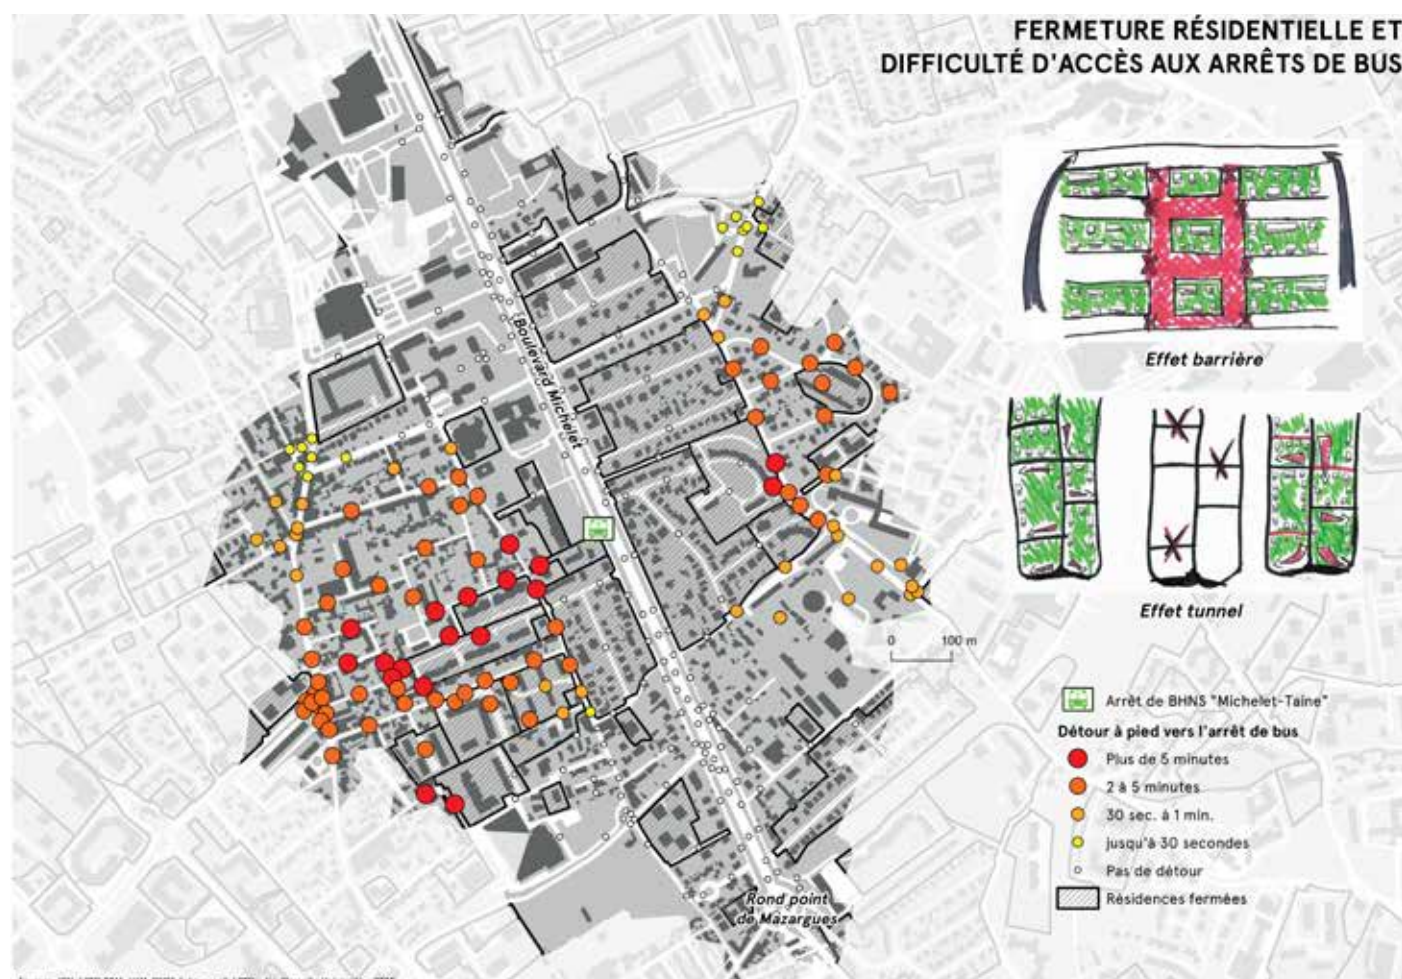 FERMETURE RÉSIDENTIELLE ET
DIFFICULTÉ D'ACCÈS AUX ARRÊTS DE BUS
Effet barrière
Effet tunnel
Boulevard Michelet
0 100 m
Arrêt de BHNS "Michelet-Taine"
Détour à pied vers l'arrêt de bus
Plus de 5 minutes
2 à 5 minutes
30 sec. à 1 min.
jusqu'à 30 secondes
Pas de détour
Résidences fermées
Rond point
de Mazargues